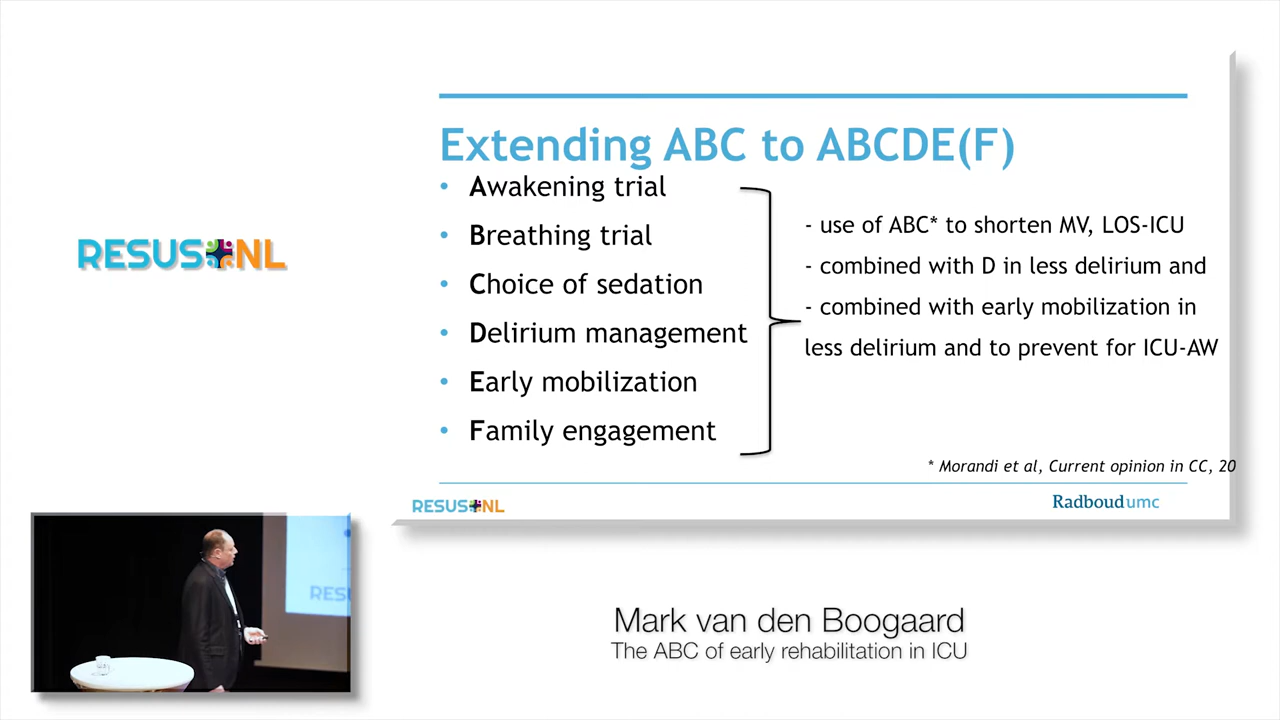 RESUS NL
Extending ABC to ABCDE(F)
• Awakening trial
• Breathing trial
• Choice of sedation
• Delirium management
• Early mobilization
• Family engagement
- use of ABC* to shorten MV, LOS-ICU
- combined with D in less delirium and
- combined with early mobilization in
less delirium and to prevent for ICU-AW
* Morandi et al, Current opinion in CC, 20
RESUS NL
Radboudumc
RES
Mark van den Boogaard
The ABC of early rehabilitation in ICU